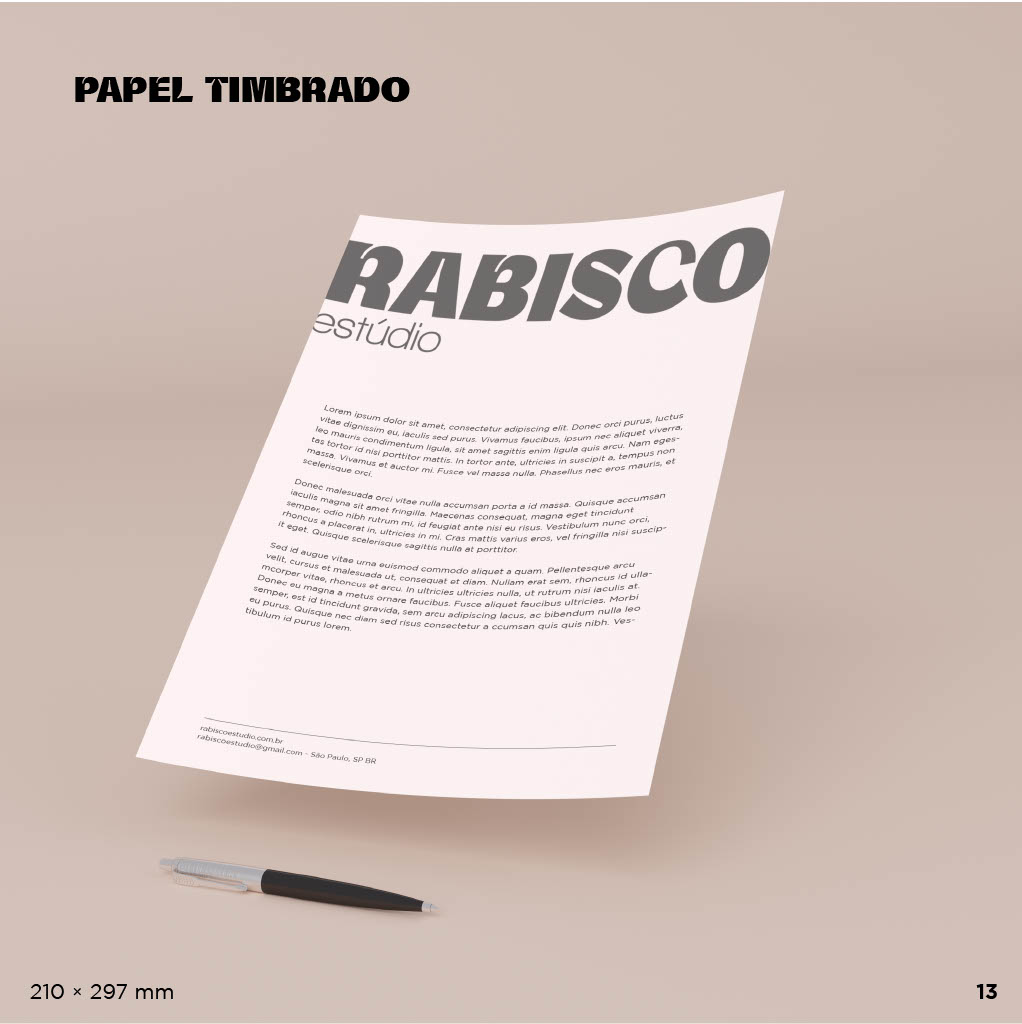 PAPEL TIMBRADO
RABISCO
estúdio
Lorem ipsum dolor sit amet, consectetur adipiscing elit. Donec orci purus, luctus
vitae dignissim eu, iaculis sed purus. Vivamus faucibus, ipsum nec aliquet viverra,
leo mauris condimentum ligula, sit amet sagittis enim ligula quis arcu. Nam eges-
tas tortor id nisi porttitor mattis. In tortor ante, ultricies in suscipit a, tempus non
massa. Vivamus et auctor mi. Fusce vel massa nulla. Phasellus nec eros mauris, et
scelerisque orci.
Donec malesuada orci vitae nulla accumsan porta a id massa. Quisque accumsan
iaculis magna sit amet fringilla. Maecenas consequat, magna eget tincidunt
semper, odio nibh rutrum mi, id feugiat ante nisi eu risus. Vestibulum nunc orci,
rhoncus a placerat in, ultricies in mi. Cras mattis varius eros, vel fringilla nisi suscip-
it eget. Quisque scelerisque sagittis nulla at porttitor.
Sed id augue vitae urna euismod commodo aliquet a quam. Pellentesque arcu
velit, cursus et malesuada ut, consequat et diam. Nullam erat sem, rhoncus id ulla-
mcorper vitae, rhoncus et arcu. In ultricies ultricies nulla, ut rutrum nisi iaculis at.
Donec eu magna a metus ornare faucibus. Fusce aliquet faucibus ultricies. Morbi
semper, est id tincidunt gravida, sem arcu adipiscing lacus, ac bibendum nulla leo
eu purus. Quisque nec diam sed risus consectetur a ccumsan quis quis nibh. Ves-
tibulum id purus lorem.
rabiscoestudio.com.br
rabiscoestudio@gmail.com - São Paulo, SP BR
210 × 297 mm
13